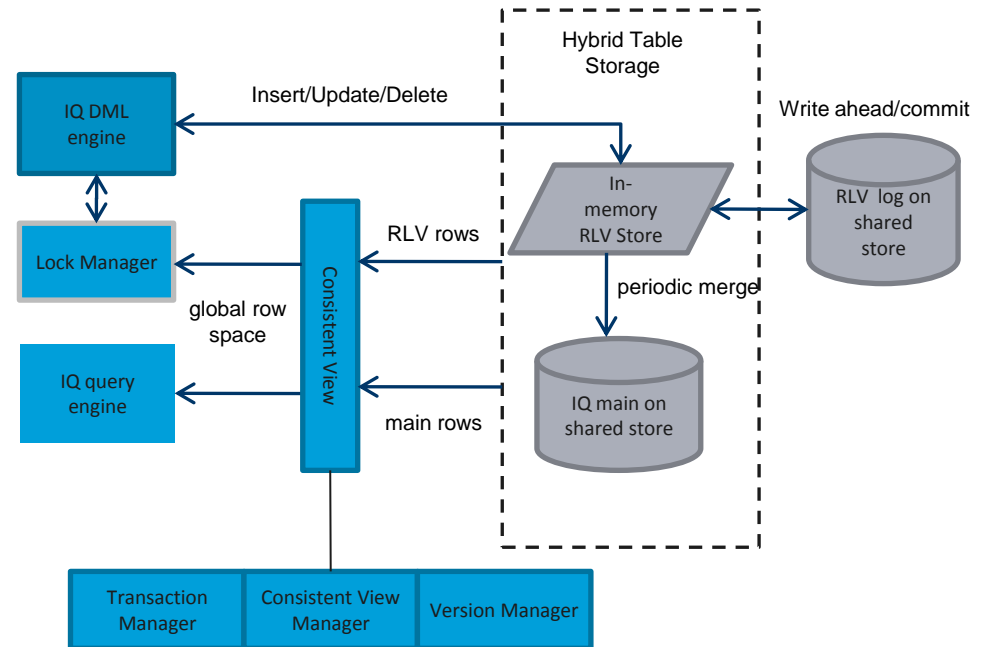 Hybrid Table
Storage
IQ DML
engine
Insert/Update/Delete
Write ahead/commit
In-
memory
RLV Store
RLV log on
shared
store
Lock Manager
RLV rows
Consistent View
periodic merge
global row
space
IQ query
engine
main rows
IQ main on
shared store
Transaction
Manager
Consistent View
Manager
Version Manager